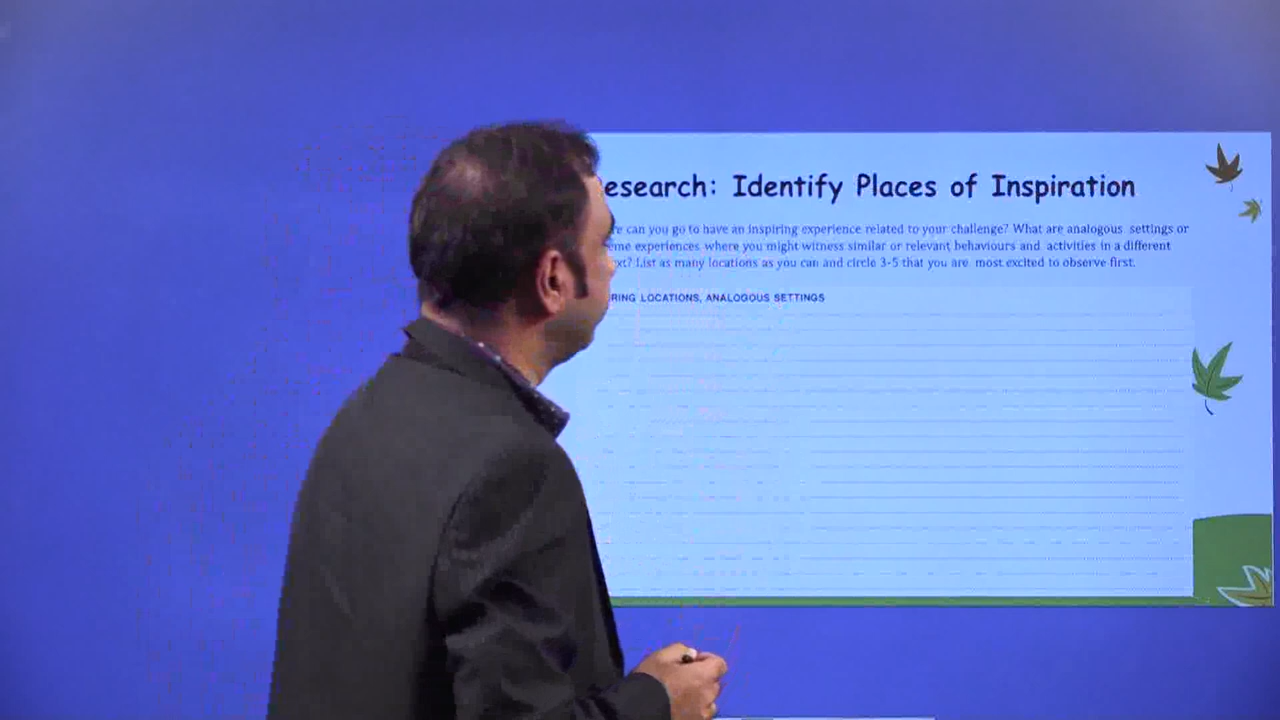 esearch: Identify Places of Inspiration
e can you go to have an inspiring experience related to your challenge? What are analogous settings or
eme experiences where you might witness similar or relevant behaviours and activities in a different
xt? List as many locations as you can and circle 3-5 that you are most excited to observe first.
RING LOCATIONS, ANALOGOUS SETTINGS